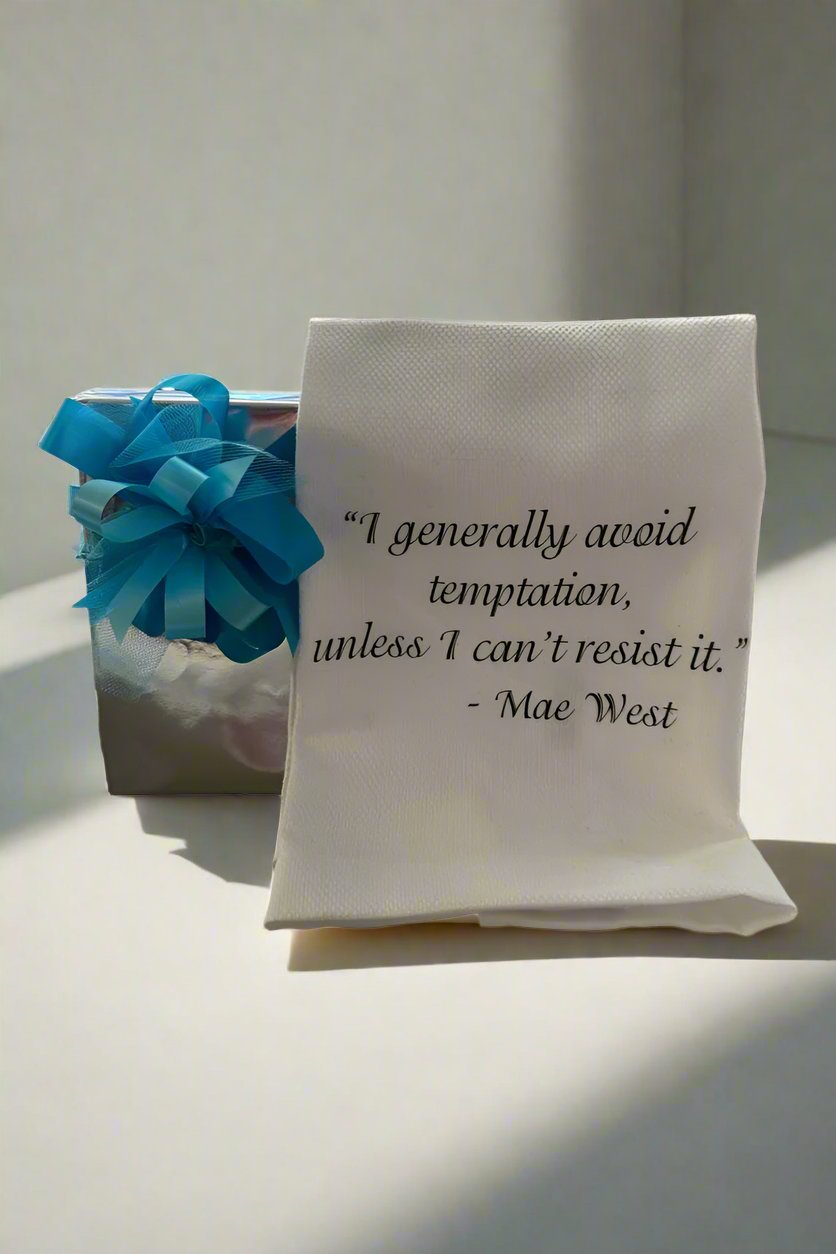 “I generally avoid
temptation,
unless I can’t resist it.”
- Mae West